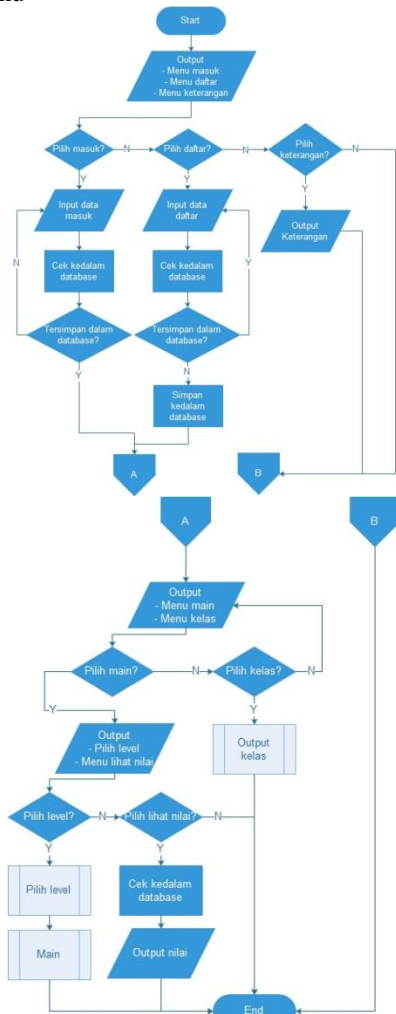 Start
Output
- Menu masuk
- Menu daftar
- Menu keterangan
Pilih masuk?
N
Pilih daftar?
N
Pilih
keterangan?
N
Y
Y
Y
Input data
masuk
Input data
daftar
Output
Keterangan
N
Cek kedalam
database
Cek kedalam
database
Y
Tersimpan dalam
database?
Tersimpan dalam
database?
Y
N
Simpan
kedalam
database
A
B
A
B
Output
- Menu main
- Menu kelas
Pilih main?
N
Pilih kelas?
N
Y
Y
Output
- Pilih level
- Menu lihat nilai
Output
kelas
Pilih level?
N
Pilih lihat nilai?
N
Y
Y
Pilih level
Cek kedalam
database
Main
Output nilai
End